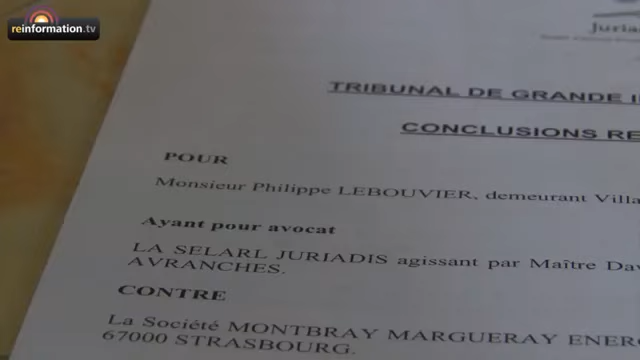 reinformation.tv
Juria
TRIBUNAL DE GRANDE I
CONCLUSIONS RE
POUR
Monsieur Philippe LEBOUVIER, demeurant Villa
Ayant pour avocat
LA SELARL JURIADIS agissant par Maître Dav
AVRANCHES.
CONTRE
La Société MONTBRAY MARGUERAY ENER
67000 STRASBOURG.